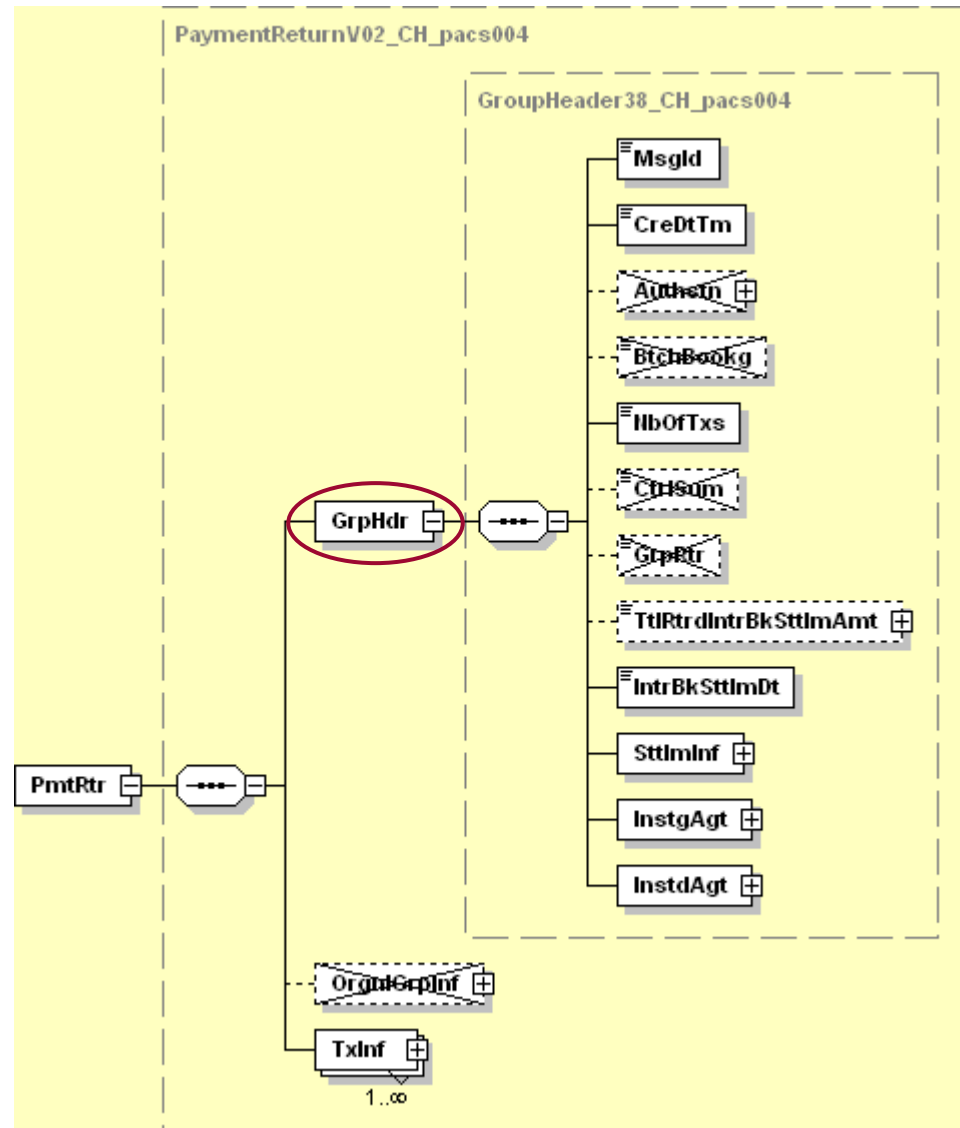 PaymentReturnV02_CH_pacs004
GroupHeader38_CH_pacs004
MsgId
CreDtTm
Authstn
BtchBookg
NbOfTxs
CtrlSum
GrpRtr
TtlRtrdIntrBkSttlmAmt
IntrBkSttlmDt
SttlmInf
InstgAgt
InstdAgt
GrpHdr
PmtRtr
OrgnlGrpInf
TxInf
1..∞